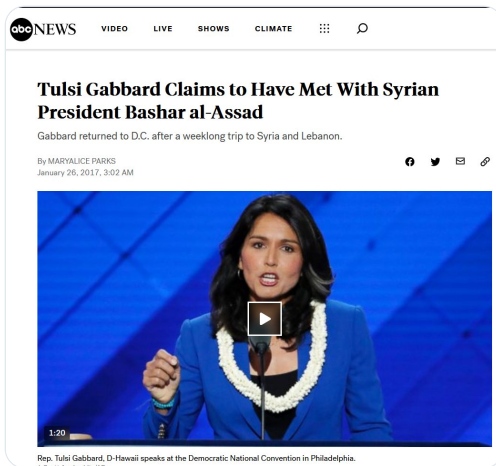 abc NEWS VIDEO LIVE SHOWS CLIMATE
Tulsi Gabbard Claims to Have Met With Syrian
President Bashar al-Assad
Gabbard returned to D.C. after a weeklong trip to Syria and Lebanon.
By MARYALICE PARKS
January 26, 2017, 3:02 AM
1:20
Rep. Tulsi Gabbard, D-Hawaii speaks at the Democratic National Convention in Philadelphia.